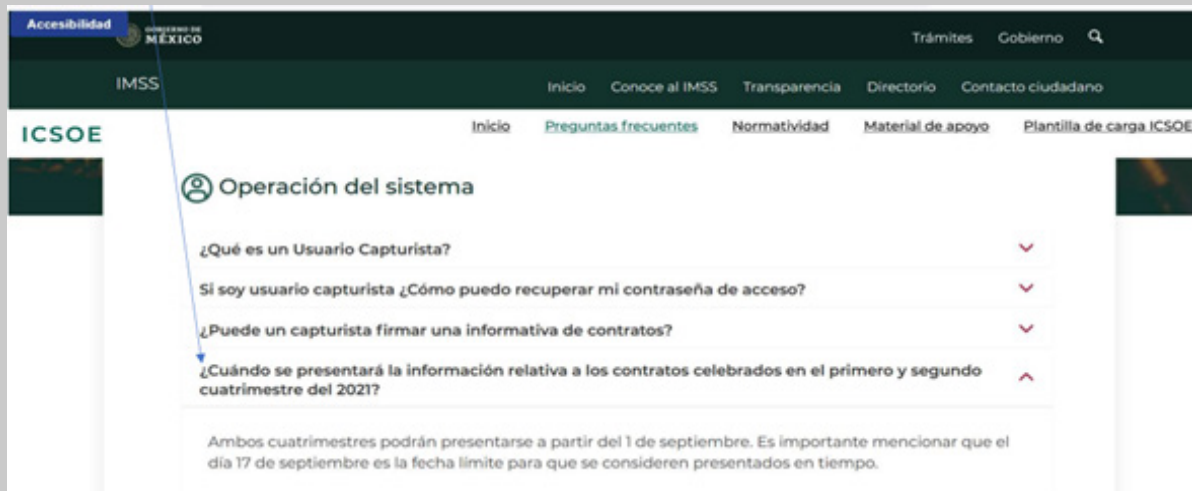 Accesibilidad
GOBIERNO DE
MÉXICO
Trámites Gobierno
IMSS
Inicio Conoce al IMSS Transparencia Directorio Contacto ciudadano
ICSOE
Inicio Preguntas frecuentes Normatividad Material de apoyo Plantilla de carga ICSOE
Operación del sistema
¿Qué es un Usuario Capturista?
Si soy usuario capturista ¿Cómo puedo recuperar mi contraseña de acceso?
¿Puede un capturista firmar una informativa de contratos?
¿Cuándo se presentará la información relativa a los contratos celebrados en el primero y segundo
cuatrimestre del 2021?
Ambos cuatrimestres podrán presentarse a partir del 1 de septiembre. Es importante mencionar que el
día 17 de septiembre es la fecha límite para que se consideren presentados en tiempo.